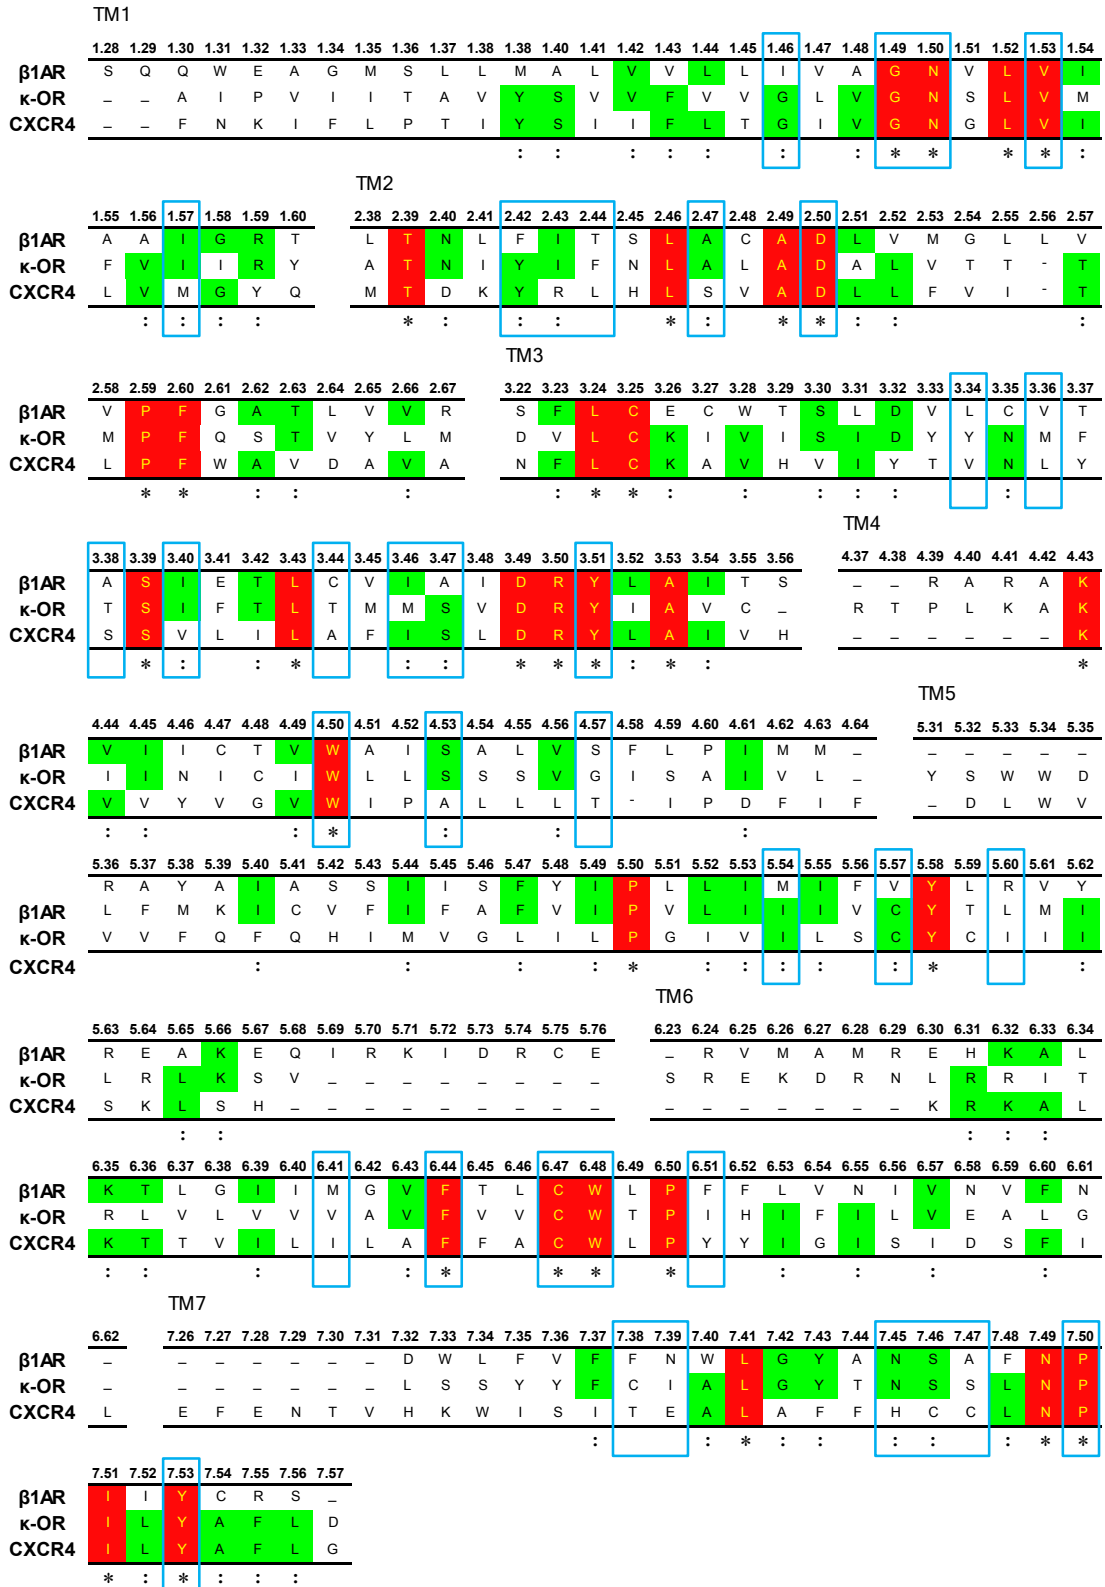 TM1
1.28 1.29 1.30 1.31 1.32 1.33 1.34 1.35 1.36 1.37 1.38 1.38 1.40 1.41 1.42 1.43 1.44 1.45 1.46 1.47 1.48 1.49 1.50 1.51 1.52 1.53 1.54
β1AR S Q Q W E A G M S L L M A L V V L L I V A G N V L V I
κ-OR – – A I P V I I T A V Y S V V F V V G L V G N S L V M
CXCR4 – – F N K I F L P T I Y S I I F L T G I V G N G L V I
: : : : : : : * * * * :
TM2
1.55 1.56 1.57 1.58 1.59 1.60 2.38 2.39 2.40 2.41 2.42 2.43 2.44 2.45 2.46 2.47 2.48 2.49 2.50 2.51 2.52 2.53 2.54 2.55 2.56 2.57
β1AR A A I G R T L T N L F I T S L A C A D L V M G L L V
κ-OR F V I I R Y A T N I Y I F N L A L A D A L V T T - T
CXCR4 L V M G Y Q M T D K Y R L H L S V A D L L F V I - T
: : : : * : : : * : * * : : :
TM3
2.58 2.59 2.60 2.61 2.62 2.63 2.64 2.65 2.66 2.67 3.22 3.23 3.24 3.25 3.26 3.27 3.28 3.29 3.30 3.31 3.32 3.33 3.34 3.35 3.36 3.37
β1AR V P F G A T L V V R S F L C E C W T S L D V L C V T
κ-OR M P F Q S T V Y L M D V L C K I V I S I D Y Y N M F
CXCR4 L P F W A V D A V A N F L C K A V H V I Y T V N L Y
* * : : : : * * : : : : : :
TM4
3.38 3.39 3.40 3.41 3.42 3.43 3.44 3.45 3.46 3.47 3.48 3.49 3.50 3.51 3.52 3.53 3.54 3.55 3.56 4.37 4.38 4.39 4.40 4.41 4.42 4.43
β1AR A S I E T L C V I A I D R Y L A I T S – – R A R A K
κ-OR T S I F T L T M M S V D R Y I A V C – R T P L K A K
CXCR4 S S V L I L A F I S L D R Y L A I V H – – – – – – K
* : : * : : * * * : * : *
TM5
4.44 4.45 4.46 4.47 4.48 4.49 4.50 4.51 4.52 4.53 4.54 4.55 4.56 4.57 4.58 4.59 4.60 4.61 4.62 4.63 4.64 5.31 5.32 5.33 5.34 5.35
β1AR V I I C T V W A I S A L V S F L P I M M – – – – – –
κ-OR I I N I C I W L L S S S V G I S A I V L – Y S W W D
CXCR4 V V Y V G V W I P A L L L T - I P D F I F – D L W V
: : : * : : :
5.36 5.37 5.38 5.39 5.40 5.41 5.42 5.43 5.44 5.45 5.46 5.47 5.48 5.49 5.50 5.51 5.52 5.53 5.54 5.55 5.56 5.57 5.58 5.59 5.60 5.61 5.62
R A Y A I A S S I I S F Y I P L L I M I F V Y L R V Y
β1AR L F M K I C V F I F A F V I P V L I I I V C Y T L M I
κ-OR V V F Q F Q H I M V G L I L P G I V I L S C Y C I I I
CXCR4 : : : : * : : : : : * :
TM6
5.63 5.64 5.65 5.66 5.67 5.68 5.69 5.70 5.71 5.72 5.73 5.74 5.75 5.76 6.23 6.24 6.25 6.26 6.27 6.28 6.29 6.30 6.31 6.32 6.33 6.34
β1AR R E A K E Q I R K I D R C E – R V M A M R E H K A L
κ-OR L R L K S V – – – – – – – – S R E K D R N L R R I T
CXCR4 S K L S H – – – – – – – – – – – – – – – – K R K A L
: : : : :
6.35 6.36 6.37 6.38 6.39 6.40 6.41 6.42 6.43 6.44 6.45 6.46 6.47 6.48 6.49 6.50 6.51 6.52 6.53 6.54 6.55 6.56 6.57 6.58 6.59 6.60 6.61
β1AR K T L G I I M G V F T L C W L P F F L V N I V N V F N
κ-OR R L V L V V V A V F V V C W T P I H I F I L V E A L G
CXCR4 K T T V I L I L A F F A C W L P Y Y I G I S I D S F I
: : : : * * * * : : : :
TM7
6.62 7.26 7.27 7.28 7.29 7.30 7.31 7.32 7.33 7.34 7.35 7.36 7.37 7.38 7.39 7.40 7.41 7.42 7.43 7.44 7.45 7.46 7.47 7.48 7.49 7.50
β1AR – – – – – – – D W L F V F F N W L G Y A N S A F N P
κ-OR – – – – – – – L S S Y Y F C I A L G Y T N S S L N P
CXCR4 L E F E N T V H K W I S I T E A L A F F H C C L N P
: : * : : : : : * *
7.51 7.52 7.53 7.54 7.55 7.56 7.57
β1AR I I Y C R S –
κ-OR I L Y A F L D
CXCR4 I L Y A F L G
* : * : : :